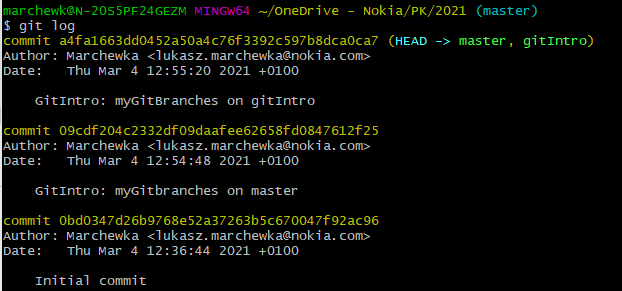 marchewk@N-20S5PF24GEZM MINGW64 ~/OneDrive - Nokia/PK/2021 (master)
$ git log
commit a4fa1663dd0452a50a4c76f3392c597b8dca0ca7 (HEAD -> master, gitIntro)
Author: Marchewka <lukasz.marchewka@nokia.com>
Date:   Thu Mar 4 12:55:20 2021 +0100
    GitIntro: myGitBranches on gitIntro
commit 09cdf204c2332df09daafee62658fd0847612f25
Author: Marchewka <lukasz.marchewka@nokia.com>
Date:   Thu Mar 4 12:54:48 2021 +0100
    GitIntro: myGitbranches on master
commit 0bd0347d26b9768e52a37263b5c670047f92ac96
Author: Marchewka <lukasz.marchewka@nokia.com>
Date:   Thu Mar 4 12:36:44 2021 +0100
    Initial commit